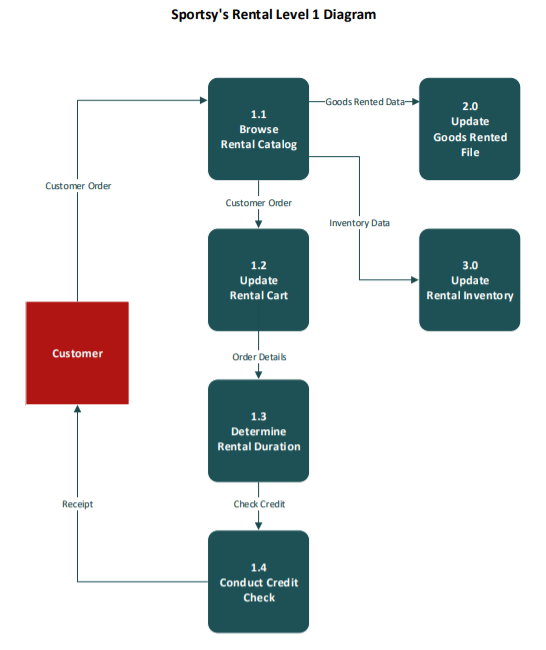 Sportsy's Rental Level 1 Diagram
1.1
Browse
Rental Catalog
Goods Rented Data
2.0
Update
Goods Rented
File
Customer Order
Customer Order
Inventory Data
1.2
Update
Rental Cart
3.0
Update
Rental Inventory
Customer
Order Details
1.3
Determine
Rental Duration
Receipt
Check Credit
1.4
Conduct Credit
Check